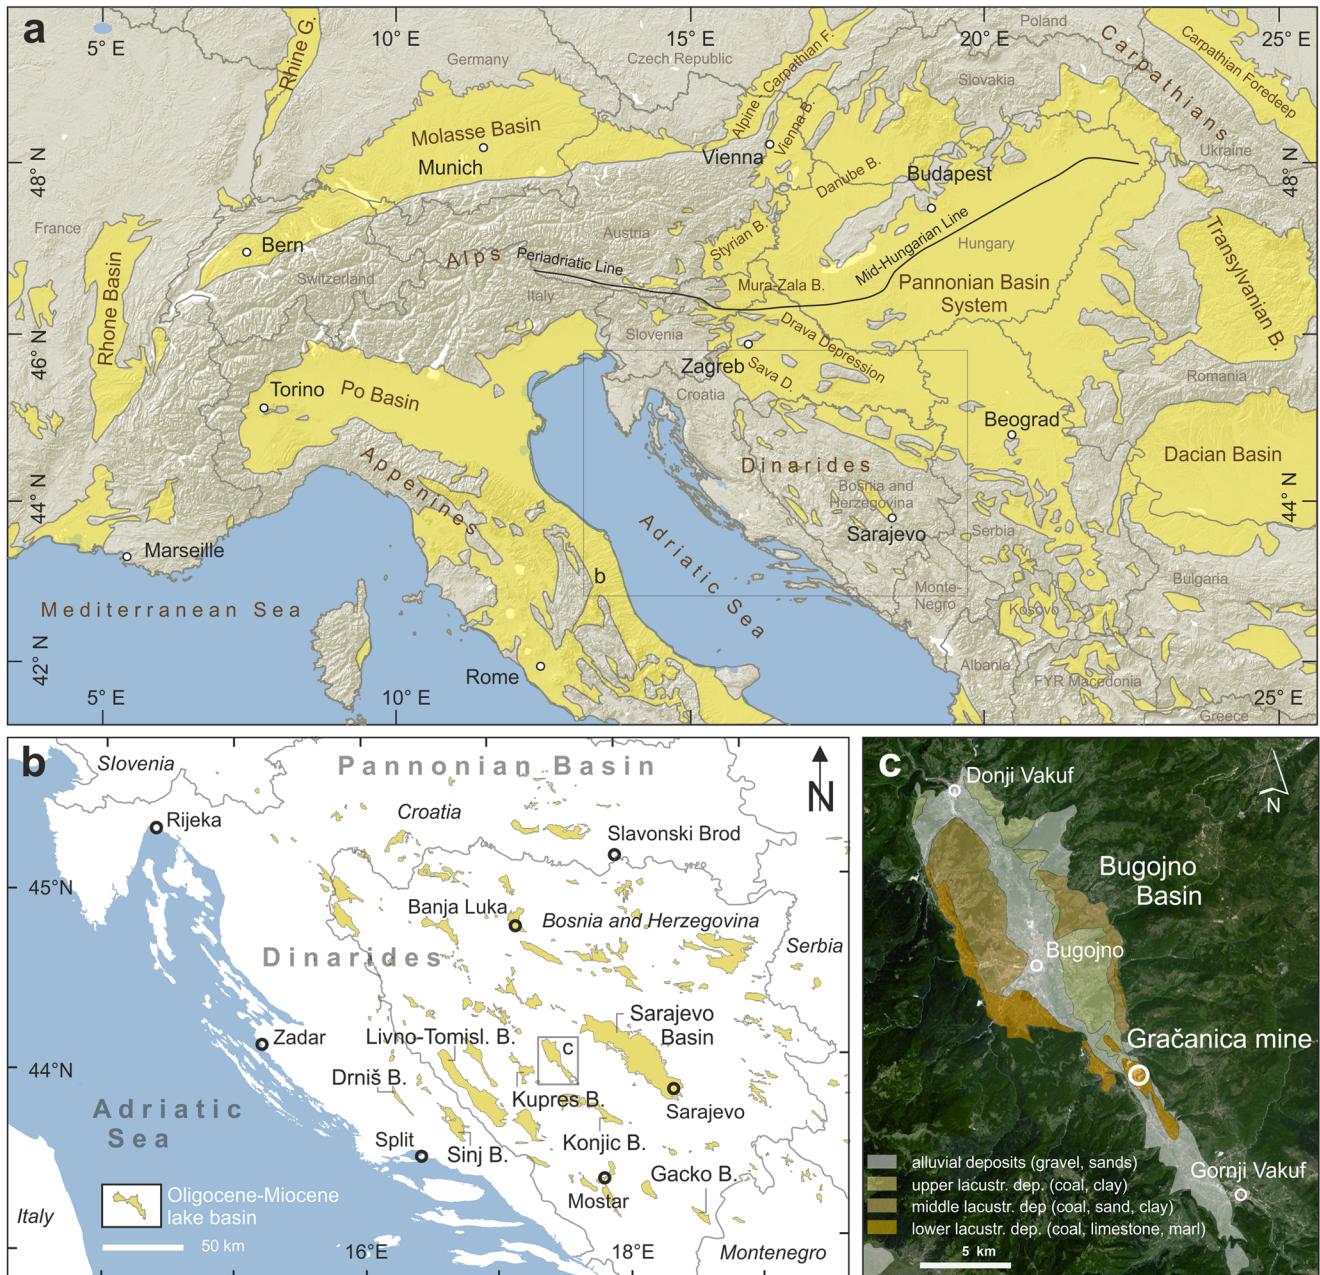 a
5° E
10° E
15° E
20° E
25° E
Rhine G.
Germany
Czech Republic
Poland
Slovakia
Carpathians
Carpathian Foredeep
Alpine - Carpathian F.
Vienna B.
Molasse Basin
Munich
Vienna
Danube B.
Budapest
Ukraine
48° N
48° N
France
Bern
Switzerland
Alps
Austria
Periadriatic Line
Italy
Styrian B.
Mura-Zala B.
Mid-Hungarian Line
Hungary
Pannonian Basin
System
Transylvanian B.
Rhone Basin
46° N
Slovenia
Zagreb
Drava Depression
Sava D.
Croatia
Romania
Torino
Po Basin
Beograd
Dacian Basin
Appenines
Dinarides
Bosnia and
Herzegovina
Sarajevo
Serbia
44° N
44° N
Marseille
Adriatic Sea
b
Monte-
Negro
Kosovo
Bulgaria
Mediterranean Sea
42° N
Rome
Albania
FYR Macedonia
Greece
5° E
10° E
25° E
b
Slovenia
Pannonian Basin
N
Croatia
Rijeka
Slavonski Brod
45°N
Banja Luka
Bosnia and Herzegovina
Serbia
Dinarides
Sarajevo
Basin
Zadar
Livno-Tomisl. B.
c
44°N
Drniš B.
Kupres B.
Adriatic
Sea
Sarajevo
Split
Sinj B.
Konjic B.
Gacko B.
Mostar
Oligocene-Miocene
lake basin
Italy
50 km
16°E
18°E
Montenegro
c
Donji Vakuf
N
Bugojno
Basin
Bugojno
Gračanica mine
alluvial deposits (gravel, sands)
upper lacustr. dep. (coal, clay)
middle lacustr. dep (coal, sand, clay)
lower lacustr. dep. (coal, limestone, marl)
Gornji Vakuf
5 km